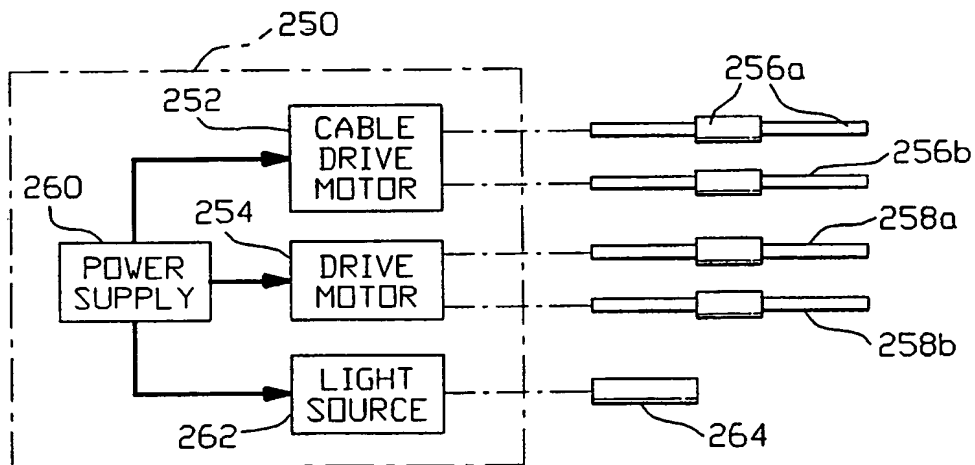 250
252
CABLE
DRIVE
MOTOR
256a
256b
260
254
POWER
SUPPLY
DRIVE
MOTOR
258a
258b
262
LIGHT
SOURCE
264